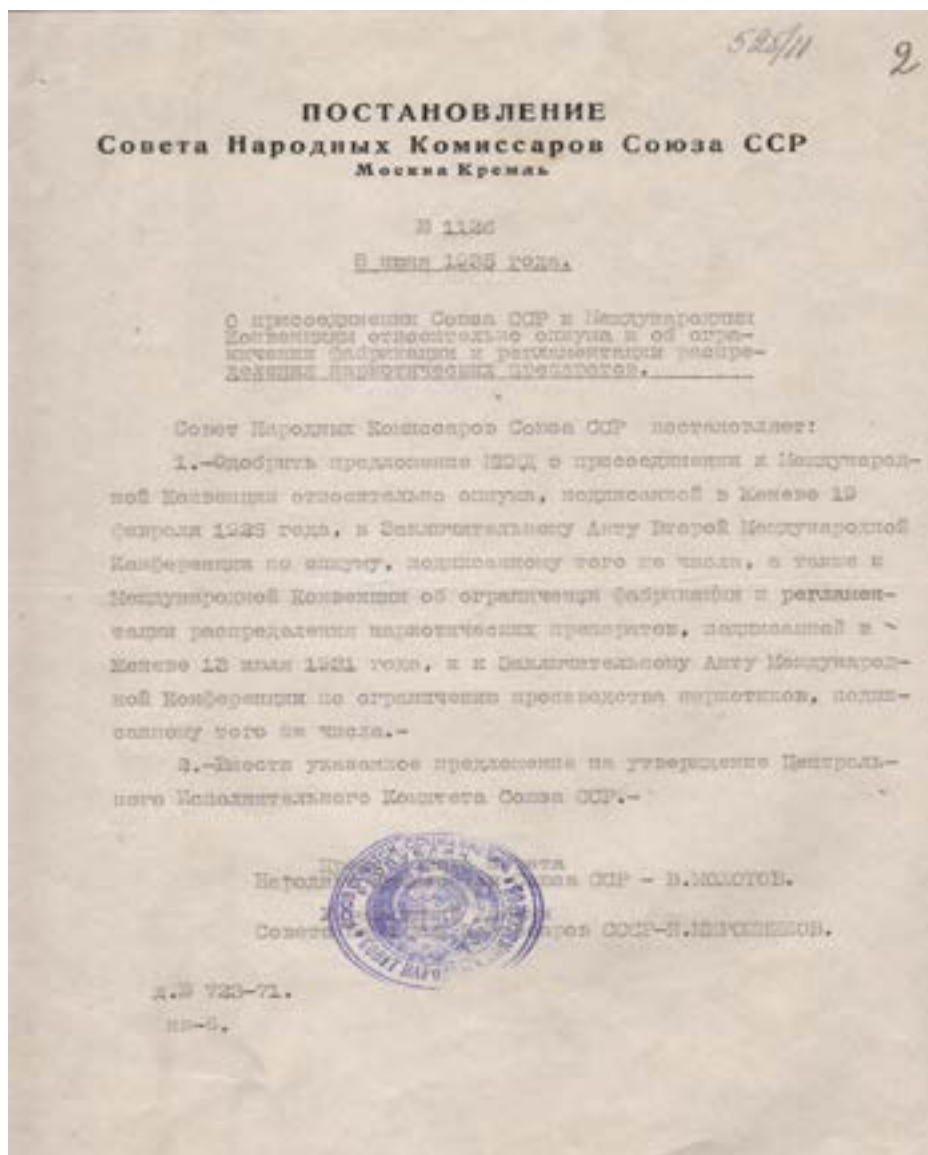 525/11 2
ПОСТАНОВЛЕНИЕ
Совета Народных Комиссаров Союза ССР
Москва Кремль
№ 1126
июня 1935 года.
О присоединении Союза ССР к Международным
Конвенциям относительно опиума и об огра-
ничении фабрикации и регламентации распре-
деления наркотических препаратов.
Совет Народных Комиссаров Союза ССР постановляет:
1.-Одобрить предложение НКИД о присоединении к Международ-
ной Конвенции относительно опиума, подписанной в Женеве 19
февраля 1925 года, к Заключительному Акту Второй Международной
Конференции по опиуму, подписанному того же числа, а также к
Международной Конвенции об ограничении фабрикации и регламен-
тации распределения наркотических препаратов, подписанной в
Женеве 13 июля 1931 года, и к Заключительному Акту Международ-
ной Конференции по ограничению производства наркотиков, подпи-
санному того же числа.-
2.-Внести указанное предложение на утверждение Централь-
ного Исполнительного Комитета Союза ССР.-
Народных Союза ССР - В.МОЛОТОВ.
Совета СССР-И.МИРОШНИКОВ.
д.№ 723-71.